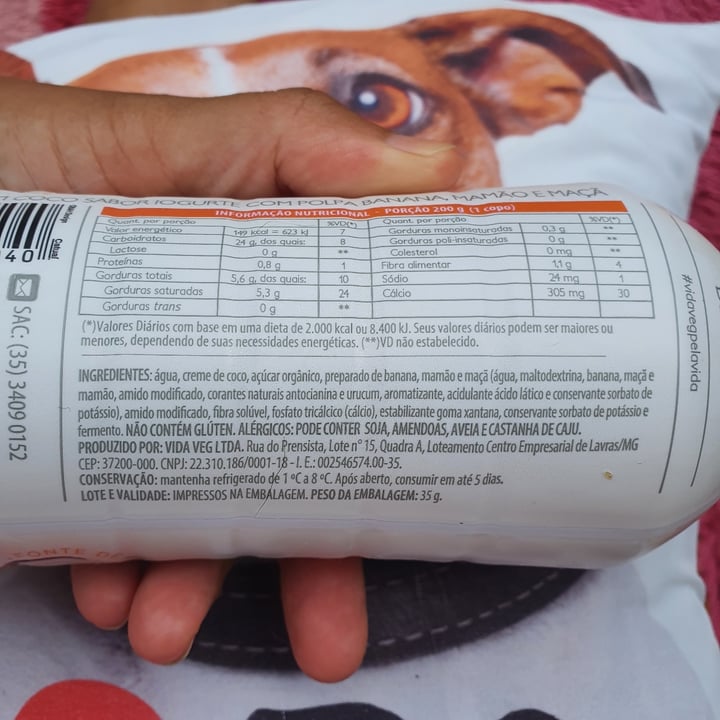 COCO SABOR IOGURTE COM POLPA BANANA, MAMÃO E MAÇÃ
INFORMAÇÃO NUTRICIONAL - PORÇÃO 200 g (1 copo)
Quant. por porção %VD(*)
Valor energético 149 kcal = 623 kJ 7
Carboidratos 24 g, dos quais: 8
Lactose 0 g **
Proteínas 0,8 g 1
Gorduras totais 5,6 g, das quais: 10
Gorduras saturadas 5,3 g 24
Gorduras trans 0 g **
Quant. por porção %VD(*)
Gorduras monoinsaturadas 0,3 g **
Gorduras poli-insaturadas 0 g **
Colesterol 0 mg **
Fibra alimentar 1,1 g 4
Sódio 24 mg 1
Cálcio 305 mg 30
(*)Valores Diários com base em uma dieta de 2.000 kcal ou 8.400 kJ. Seus valores diários podem ser maiores ou
menores, dependendo de suas necessidades energéticas. (**)VD não estabelecido.
INGREDIENTES: água, creme de coco, açúcar orgânico, preparado de banana, mamão e maçã (água, maltodextrina, banana, maçã e
mamão, amido modificado, corantes naturais antocianina e urucum, aromatizante, acidulante ácido lático e conservante sorbato de
potássio), amido modificado, fibra solúvel, fosfato tricálcico (cálcio), estabilizante goma xantana, conservante sorbato de potássio e
fermento. NÃO CONTÉM GLÚTEN. ALÉRGICOS: PODE CONTER SOJA, AMENDOAS, AVEIA E CASTANHA DE CAJU.
PRODUZIDO POR: VIDA VEG LTDA. Rua do Prensista, Lote n° 15, Quadra A, Loteamento Centro Empresarial de Lavras/MG
CEP: 37200-000. CNPJ: 22.310.186/0001-18 - I. E.: 002546574.00-35.
CONSERVAÇÃO: mantenha refrigerado de 1 ºC a 8 ºC. Após aberto, consumir em até 5 dias.
LOTE E VALIDADE: IMPRESSOS NA EMBALAGEM. PESO DA EMBALAGEM: 35 g.
SAC: (35) 3409 0152
#vidavegpelavida
FONTE DE
40